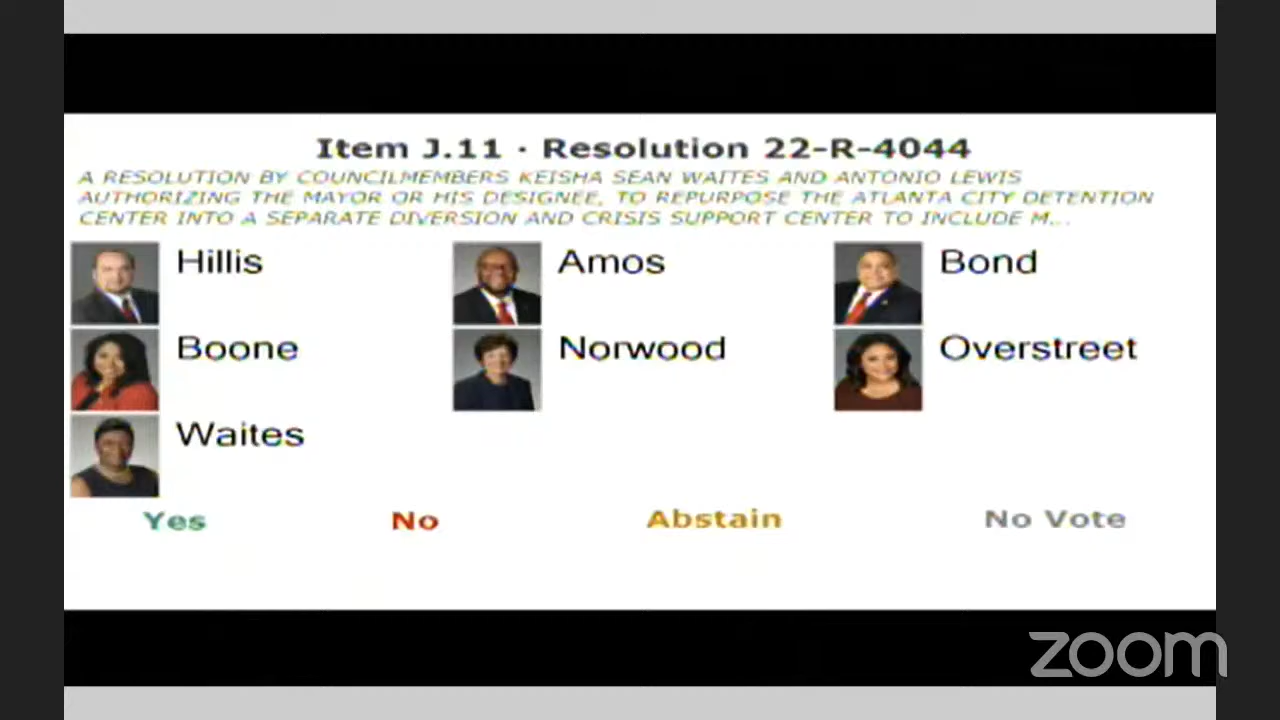 Item J.11 · Resolution 22-R-4044
A RESOLUTION BY COUNCILMEMBERS KEISHA SEAN WAITES AND ANTONIO LEWIS
AUTHORIZING THE MAYOR OR HIS DESIGNEE, TO REPURPOSE THE ATLANTA CITY DETENTION
CENTER INTO A SEPARATE DIVERSION AND CRISIS SUPPORT CENTER TO INCLUDE M...
Hillis Amos Bond
Boone Norwood Overstreet
Waites
Yes No Abstain No Vote
zoom